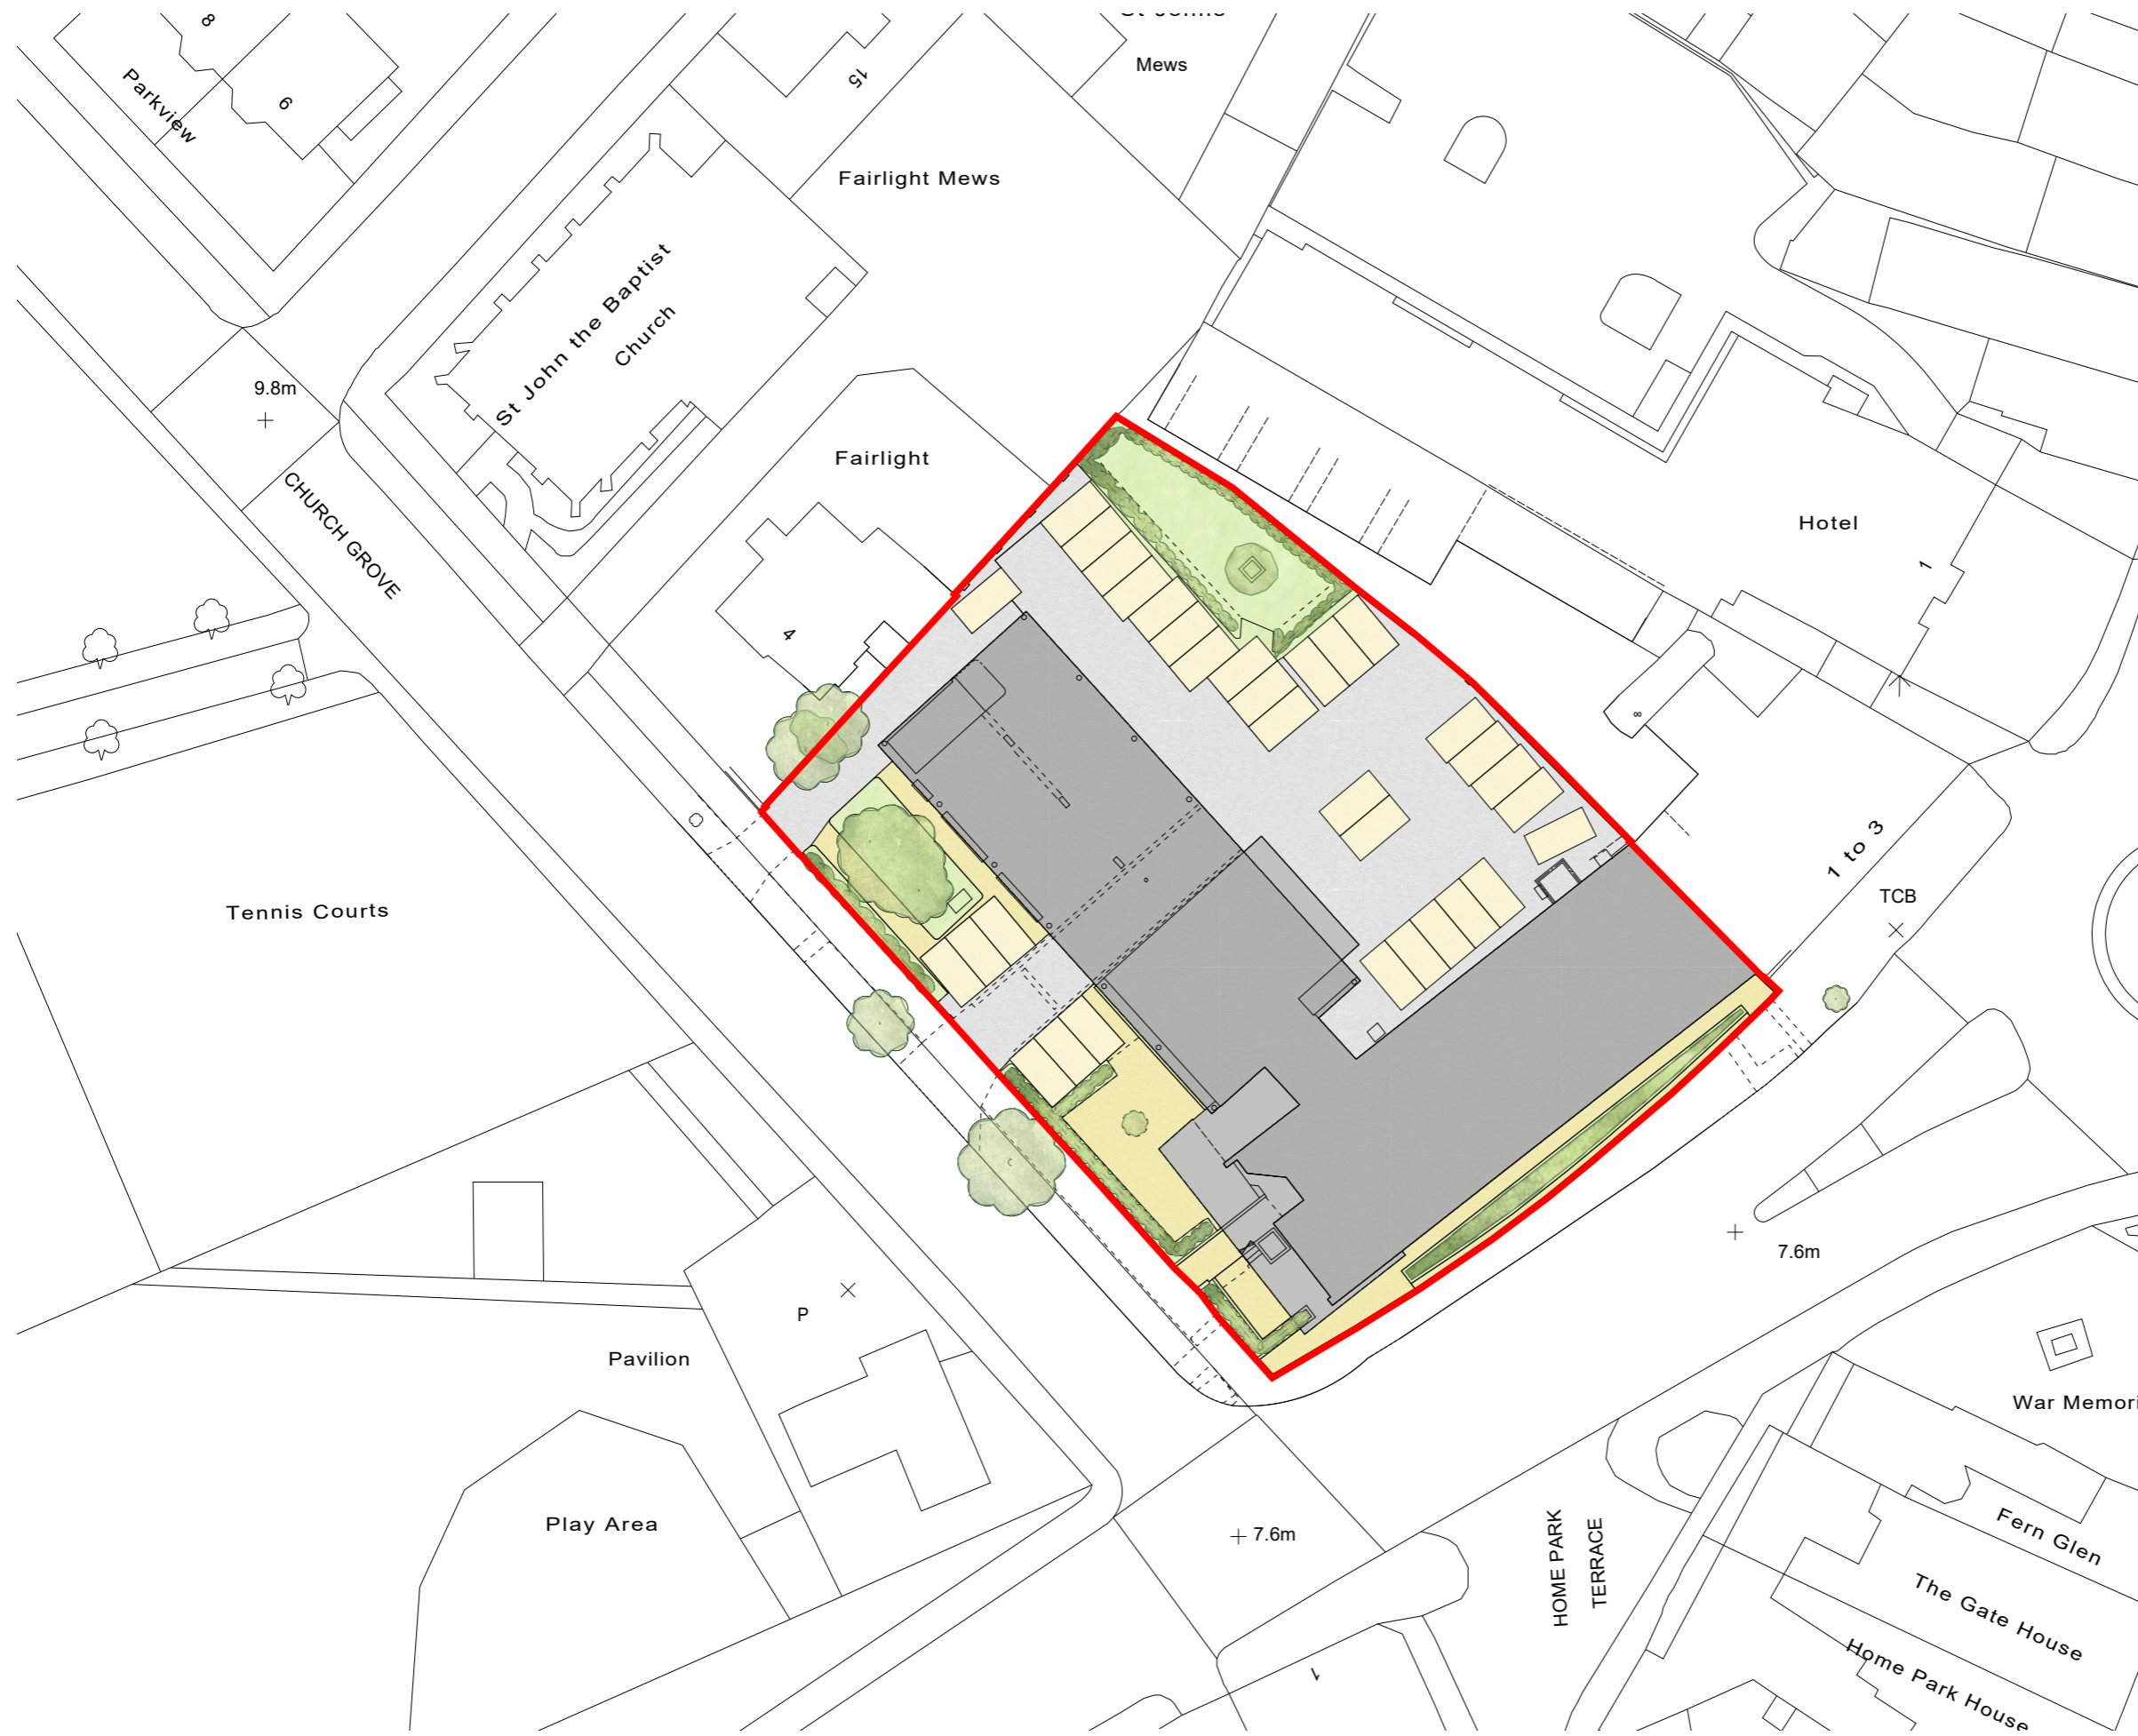 8
Parkview
6
15
Mews
Fairlight Mews
St John the Baptist
Church
9.8m
Fairlight
CHURCH GROVE
Hotel
1
4
8
1 to 3
TCB
Tennis Courts
7.6m
P
Pavilion
War Memori
Play Area
7.6m
HOME PARK
TERRACE
Fern Glen
The Gate House
Home Park House
1